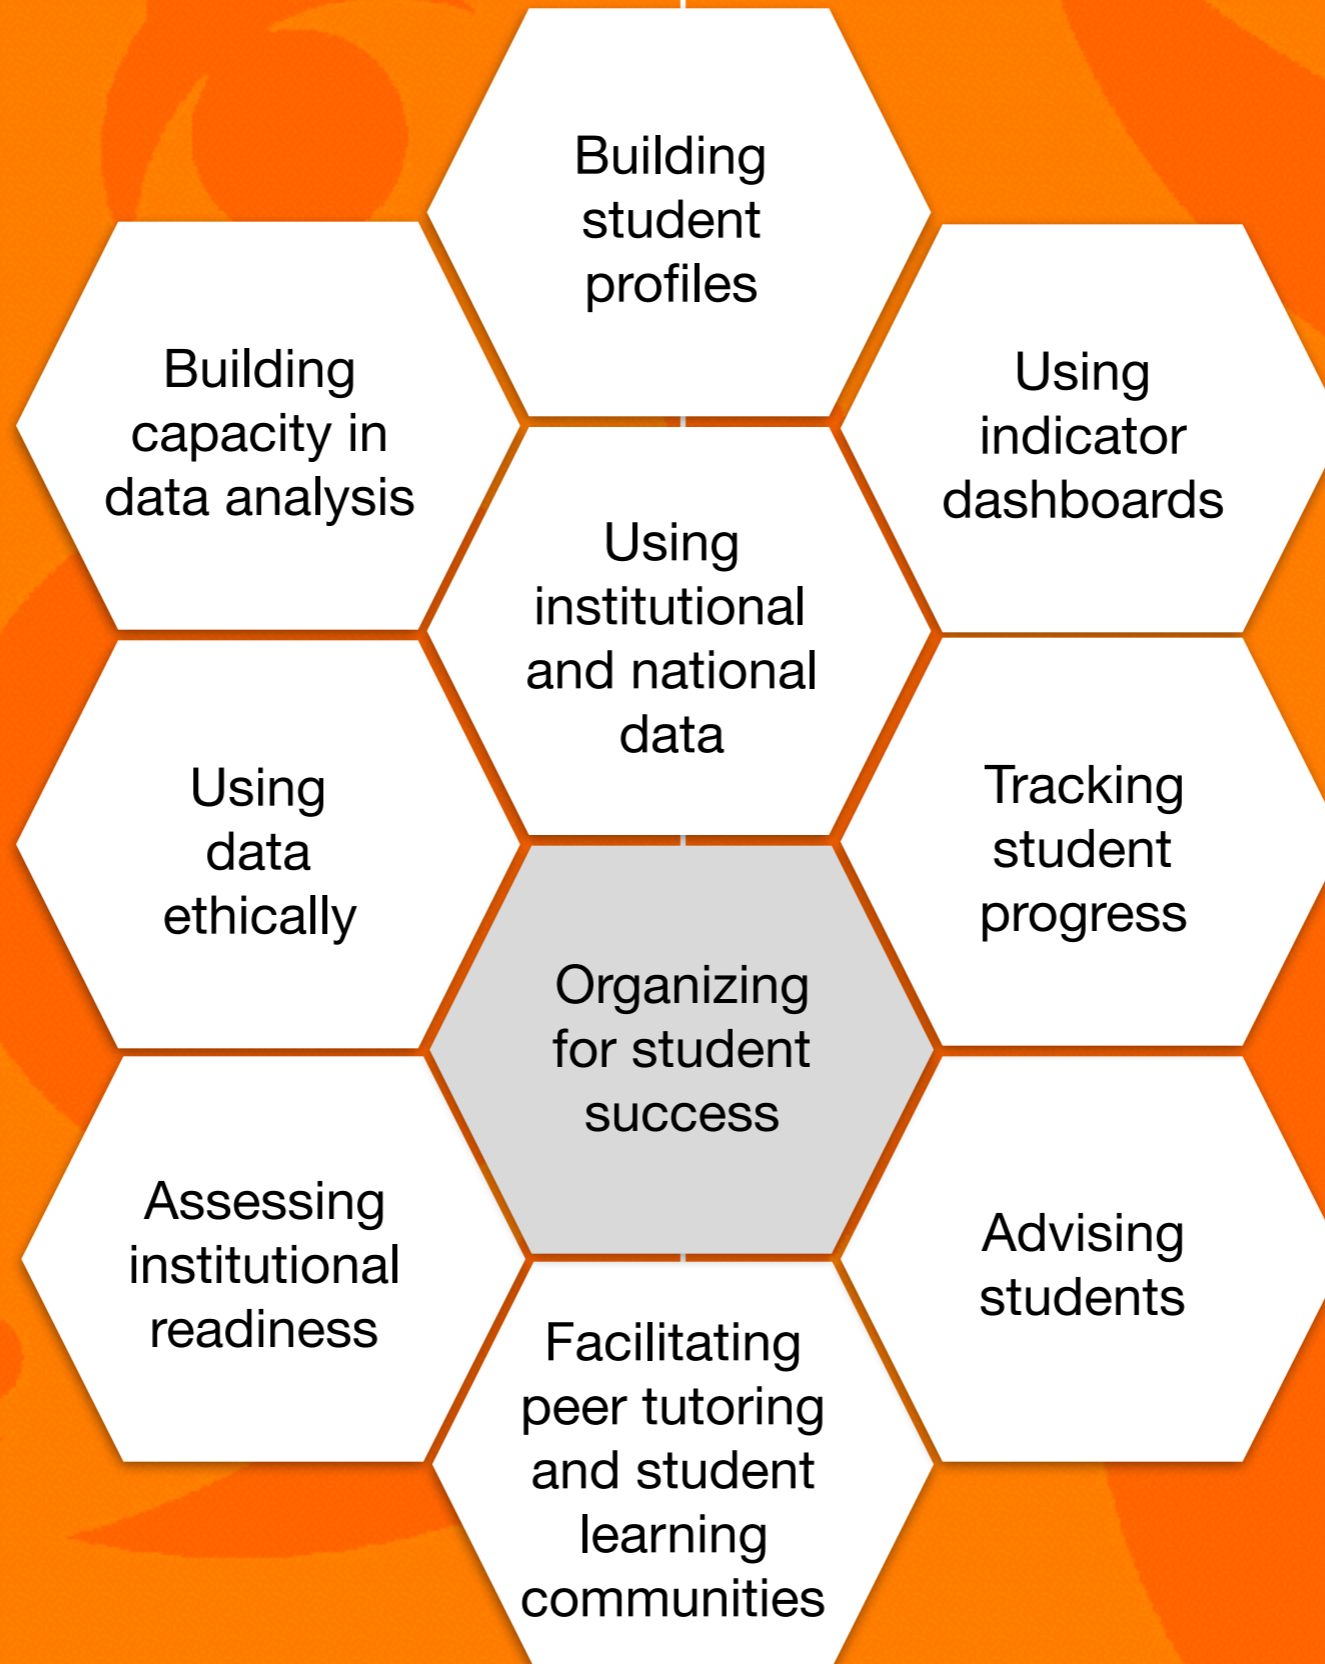 Building
student
profiles
Building
capacity in
data analysis
Using
indicator
dashboards
Using
institutional
and national
data
Using
data
ethically
Tracking
student
progress
Organizing
for student
success
Assessing
institutional
readiness
Advising
students
Facilitating
peer tutoring
and student
learning
communities